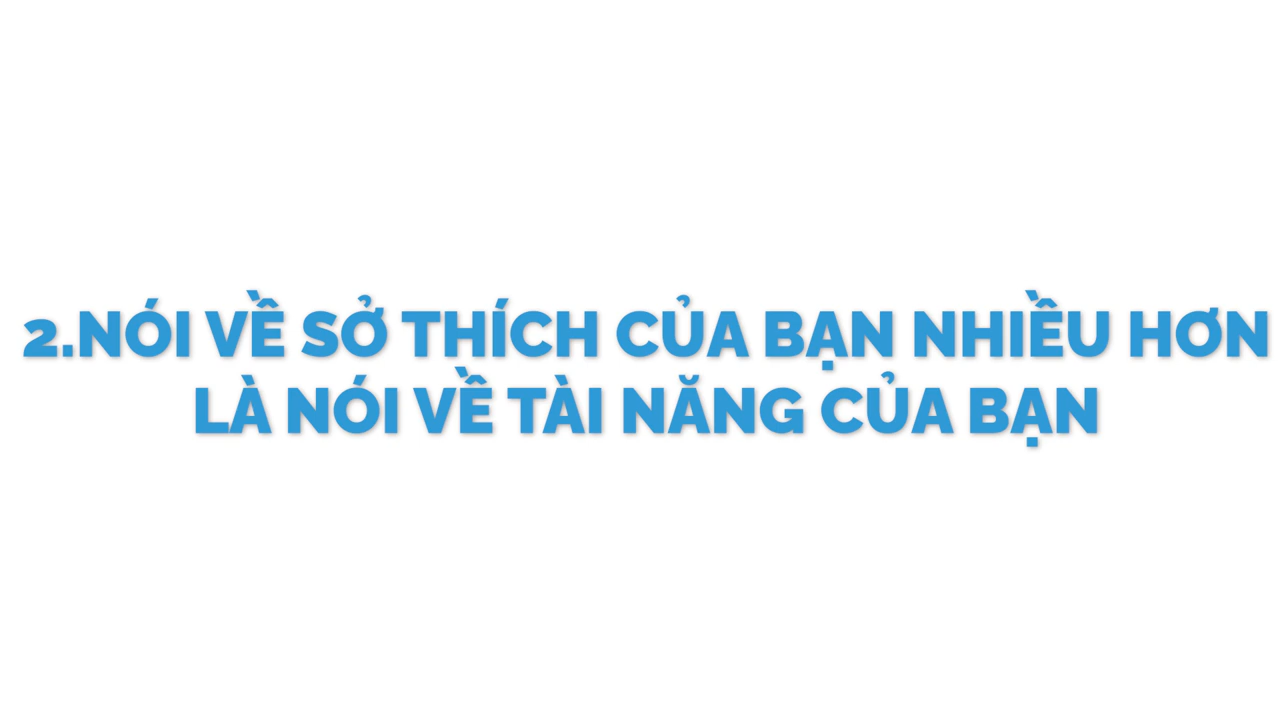 2.NÓI VỀ SỞ THÍCH CỦA BẠN NHIỀU HƠN
LÀ NÓI VỀ TÀI NĂNG CỦA BẠN